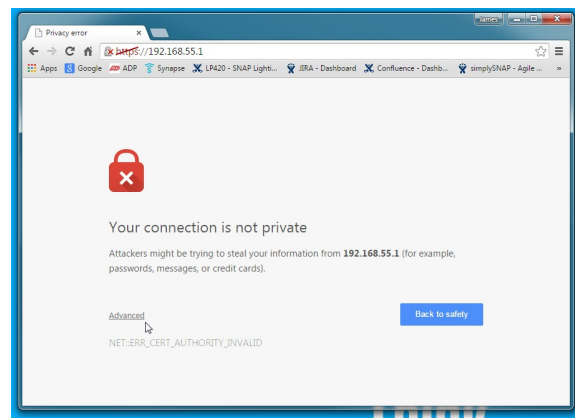 James
Privacy error
https://192.168.55.1
Apps Google ADP Synapse LP420 - SNAP Lighti... JIRA - Dashboard Confluence - Dashb... simplySNAP - Agile ... »
Your connection is not private
Attackers might be trying to steal your information from 192.168.55.1 (for example,
passwords, messages, or credit cards).
Advanced
Back to safety
NET::ERR_CERT_AUTHORITY_INVALID